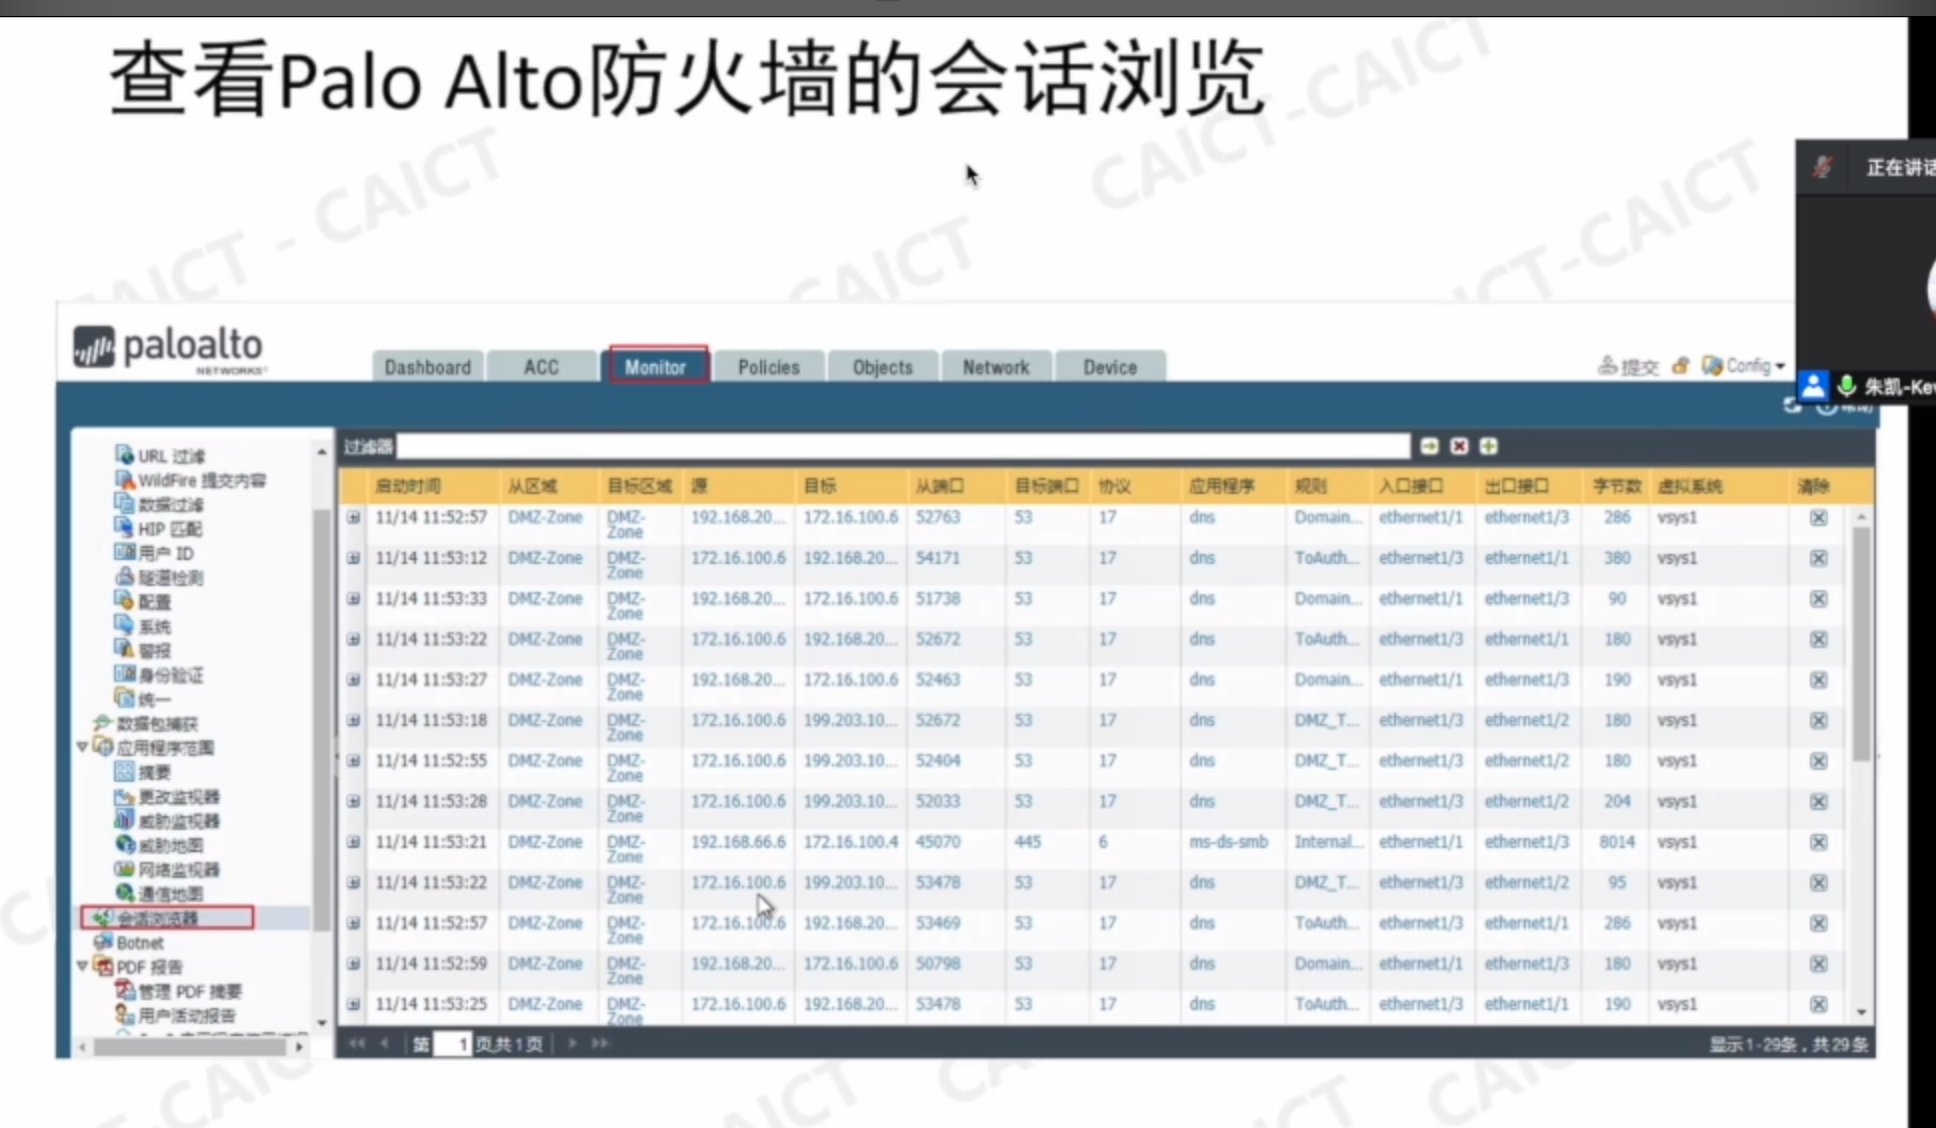 查看Palo Alto防火墙的会话浏览
CAICT - CAICT
CAICT
CAICT-CAICT
CT-CAICT
正在讲话
朱凯-Kev
paloalto
NETWORKS
Dashboard ACC Monitor Policies Objects Network Device
提交 Config
帮助
URL 过滤
WildFire 提交内容
数据过滤
HIP 匹配
用户 ID
隧道检测
配置
系统
警报
身份验证
统一
数据包捕获
应用程序范围
摘要
更改监视器
威胁监视器
威胁地图
网络监视器
通信地图
会话浏览器
Botnet
PDF 报告
管理 PDF 摘要
用户活动报告
过滤器
启动时间 从区域 目标区域 源 目标 从端口 目标端口 协议 应用程序 规则 入口接口 出口接口 字节数 虚拟系统 清除
11/14 11:52:57 DMZ-Zone DMZ-Zone 192.168.20... 172.16.100.6 52763 53 17 dns Domain... ethernet1/1 ethernet1/3 286 vsys1
11/14 11:53:12 DMZ-Zone DMZ-Zone 172.16.100.6 192.168.20... 54171 53 17 dns ToAuth... ethernet1/3 ethernet1/1 380 vsys1
11/14 11:53:33 DMZ-Zone DMZ-Zone 192.168.20... 172.16.100.6 51738 53 17 dns Domain... ethernet1/1 ethernet1/3 90 vsys1
11/14 11:53:22 DMZ-Zone DMZ-Zone 172.16.100.6 192.168.20... 52672 53 17 dns ToAuth... ethernet1/3 ethernet1/1 180 vsys1
11/14 11:53:27 DMZ-Zone DMZ-Zone 192.168.20... 172.16.100.6 52463 53 17 dns Domain... ethernet1/1 ethernet1/3 190 vsys1
11/14 11:53:18 DMZ-Zone DMZ-Zone 172.16.100.6 199.203.10... 52672 53 17 dns DMZ_T... ethernet1/3 ethernet1/2 180 vsys1
11/14 11:52:55 DMZ-Zone DMZ-Zone 172.16.100.6 199.203.10... 52404 53 17 dns DMZ_T... ethernet1/3 ethernet1/2 180 vsys1
11/14 11:53:28 DMZ-Zone DMZ-Zone 172.16.100.6 199.203.10... 52033 53 17 dns DMZ_T... ethernet1/3 ethernet1/2 204 vsys1
11/14 11:53:21 DMZ-Zone DMZ-Zone 192.168.66.6 172.16.100.4 45070 445 6 ms-ds-smb Internal... ethernet1/1 ethernet1/3 8014 vsys1
11/14 11:53:22 DMZ-Zone DMZ-Zone 172.16.100.6 199.203.10... 53478 53 17 dns DMZ_T... ethernet1/3 ethernet1/2 95 vsys1
11/14 11:52:57 DMZ-Zone DMZ-Zone 172.16.100.6 192.168.20... 53469 53 17 dns ToAuth... ethernet1/3 ethernet1/1 286 vsys1
11/14 11:52:59 DMZ-Zone DMZ-Zone 192.168.20... 172.16.100.6 50798 53 17 dns Domain... ethernet1/1 ethernet1/3 180 vsys1
11/14 11:53:25 DMZ-Zone DMZ-Zone 172.16.100.6 192.168.20... 53478 53 17 dns ToAuth... ethernet1/3 ethernet1/1 190 vsys1
第 1 页共1页
显示1-29条，共29条